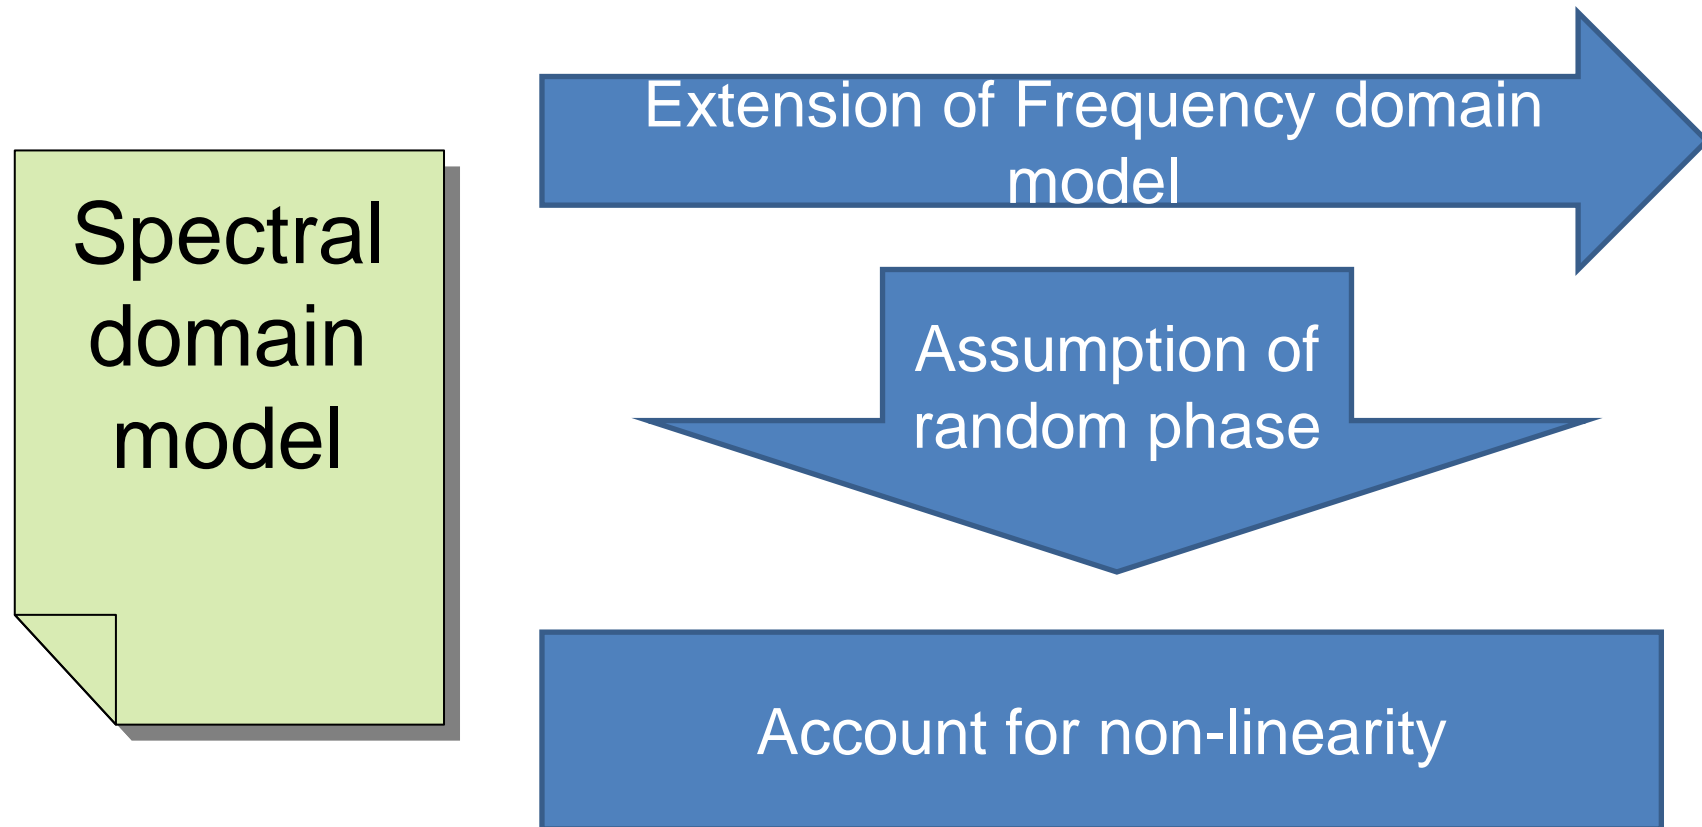 Spectral
domain
model
Extension of Frequency domain
model
Assumption of
random phase
Account for non-linearity